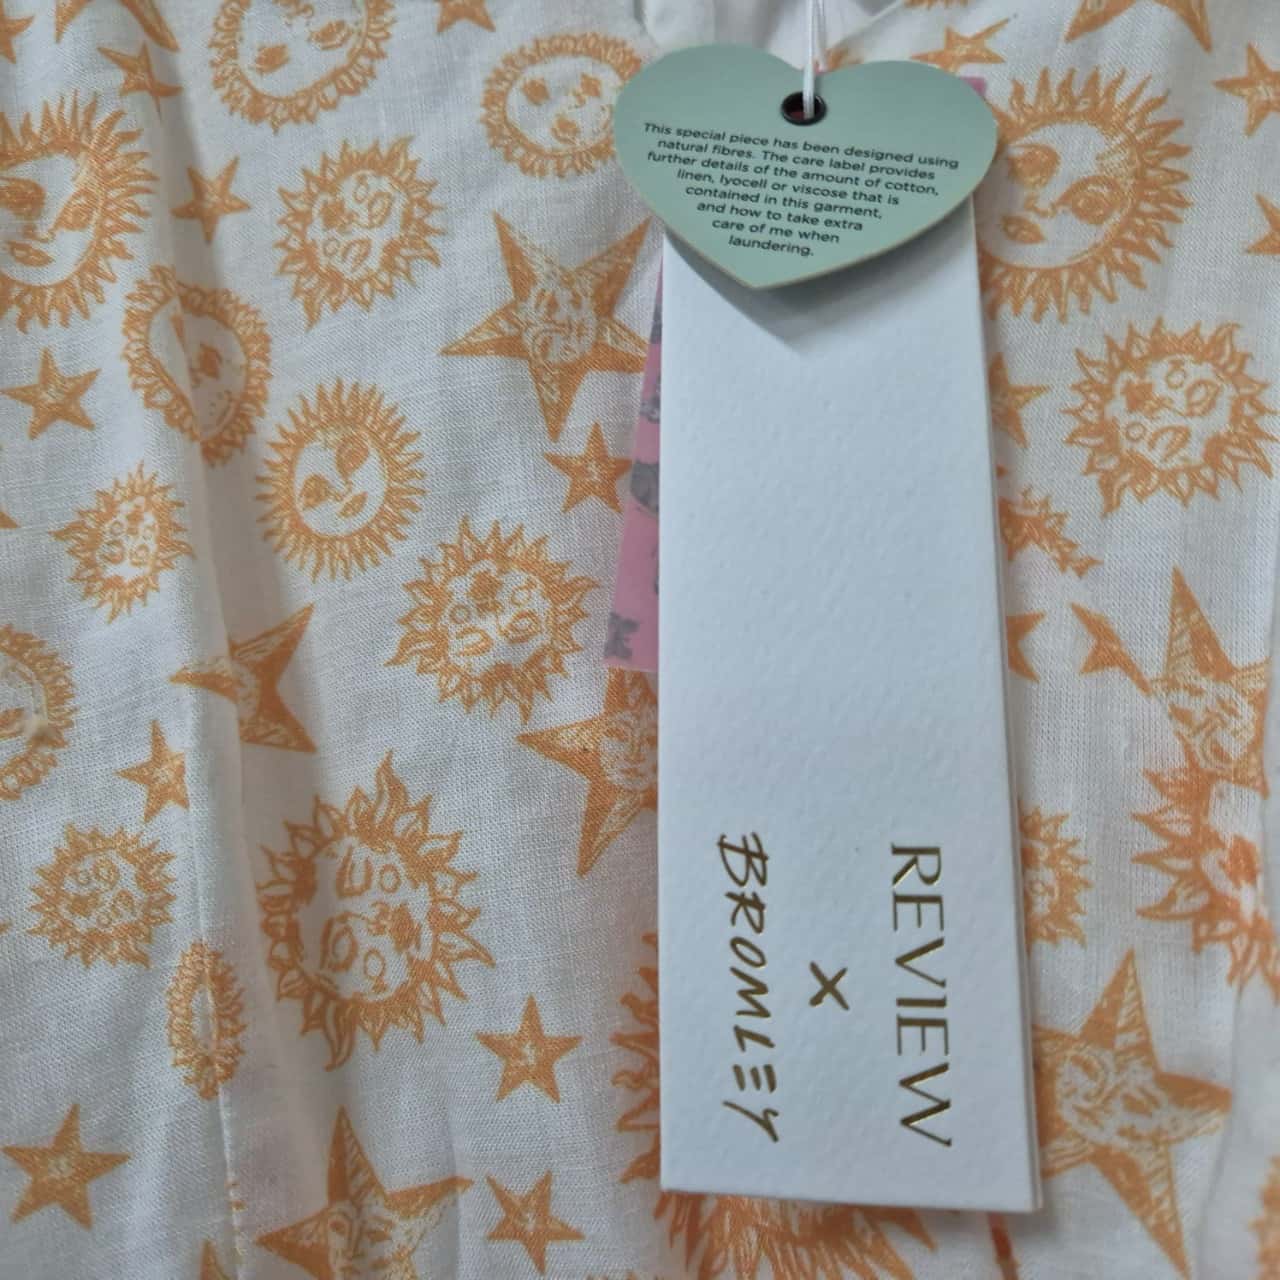 This special piece has been designed using
natural fibres. The care label provides
further details of the amount of cotton,
linen, lyocell or viscose that is
contained in this garment,
and how to take extra
care of me when
laundering.
REVIEW
X
BROMLEY